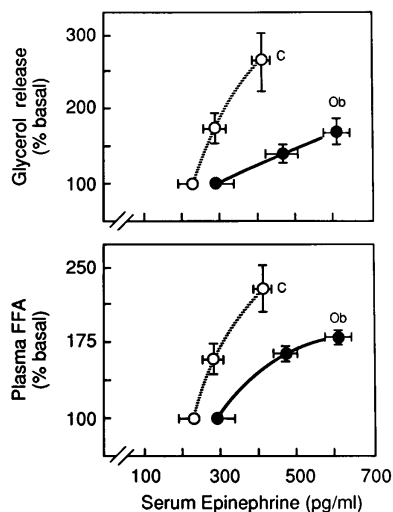 300
200
100
Glycerol release
(% basal)
C
Ob
250
175
100
Plasma FFA
(% basal)
C
Ob
100 300 500 700
Serum Epinephrine (pg/ml)